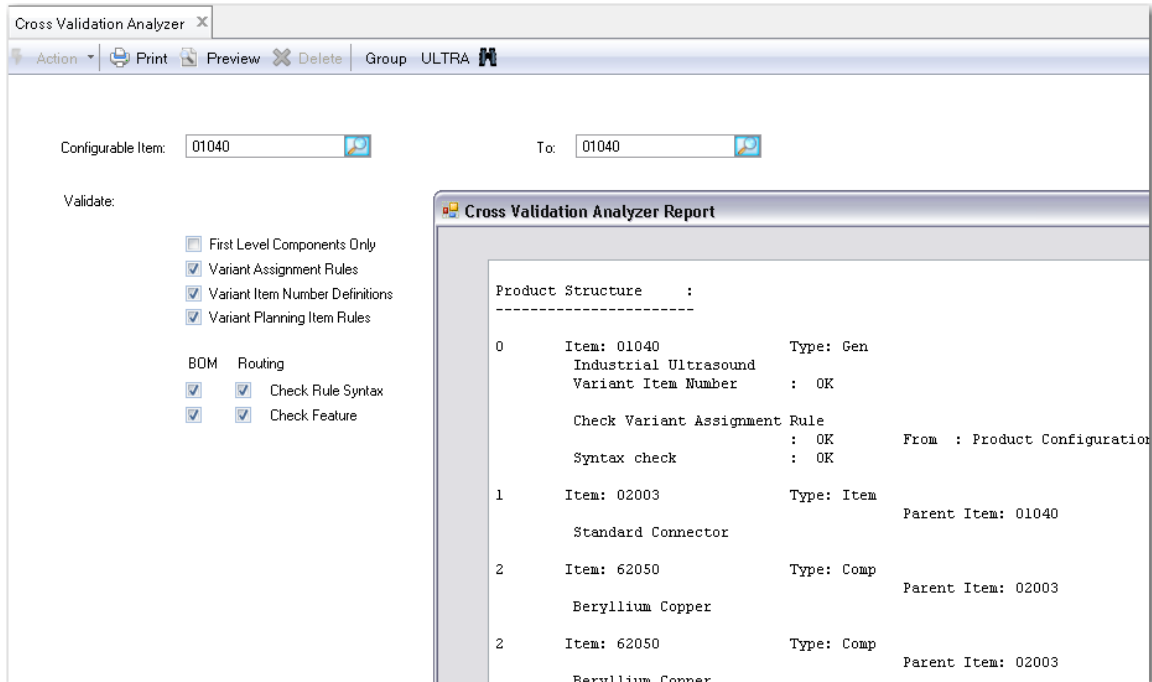 Cross Validation Analyzer
Action Print Preview Delete Group ULTRA
Configurable Item: 01040 To: 01040
Validate:
First Level Components Only
Variant Assignment Rules
Variant Item Number Definitions
Variant Planning Item Rules
BOM Routing
Check Rule Syntax
Check Feature
Cross Validation Analyzer Report
Product Structure :
-----------------------
0 Item: 01040 Type: Gen
Industrial Ultrasound
Variant Item Number : OK
Check Variant Assignment Rule
: OK From : Product Configuration
Syntax check : OK
1 Item: 02003 Type: Item
Parent Item: 01040
Standard Connector
2 Item: 62050 Type: Comp
Parent Item: 02003
Beryllium Copper
2 Item: 62050 Type: Comp
Parent Item: 02003
Beryllium Copper